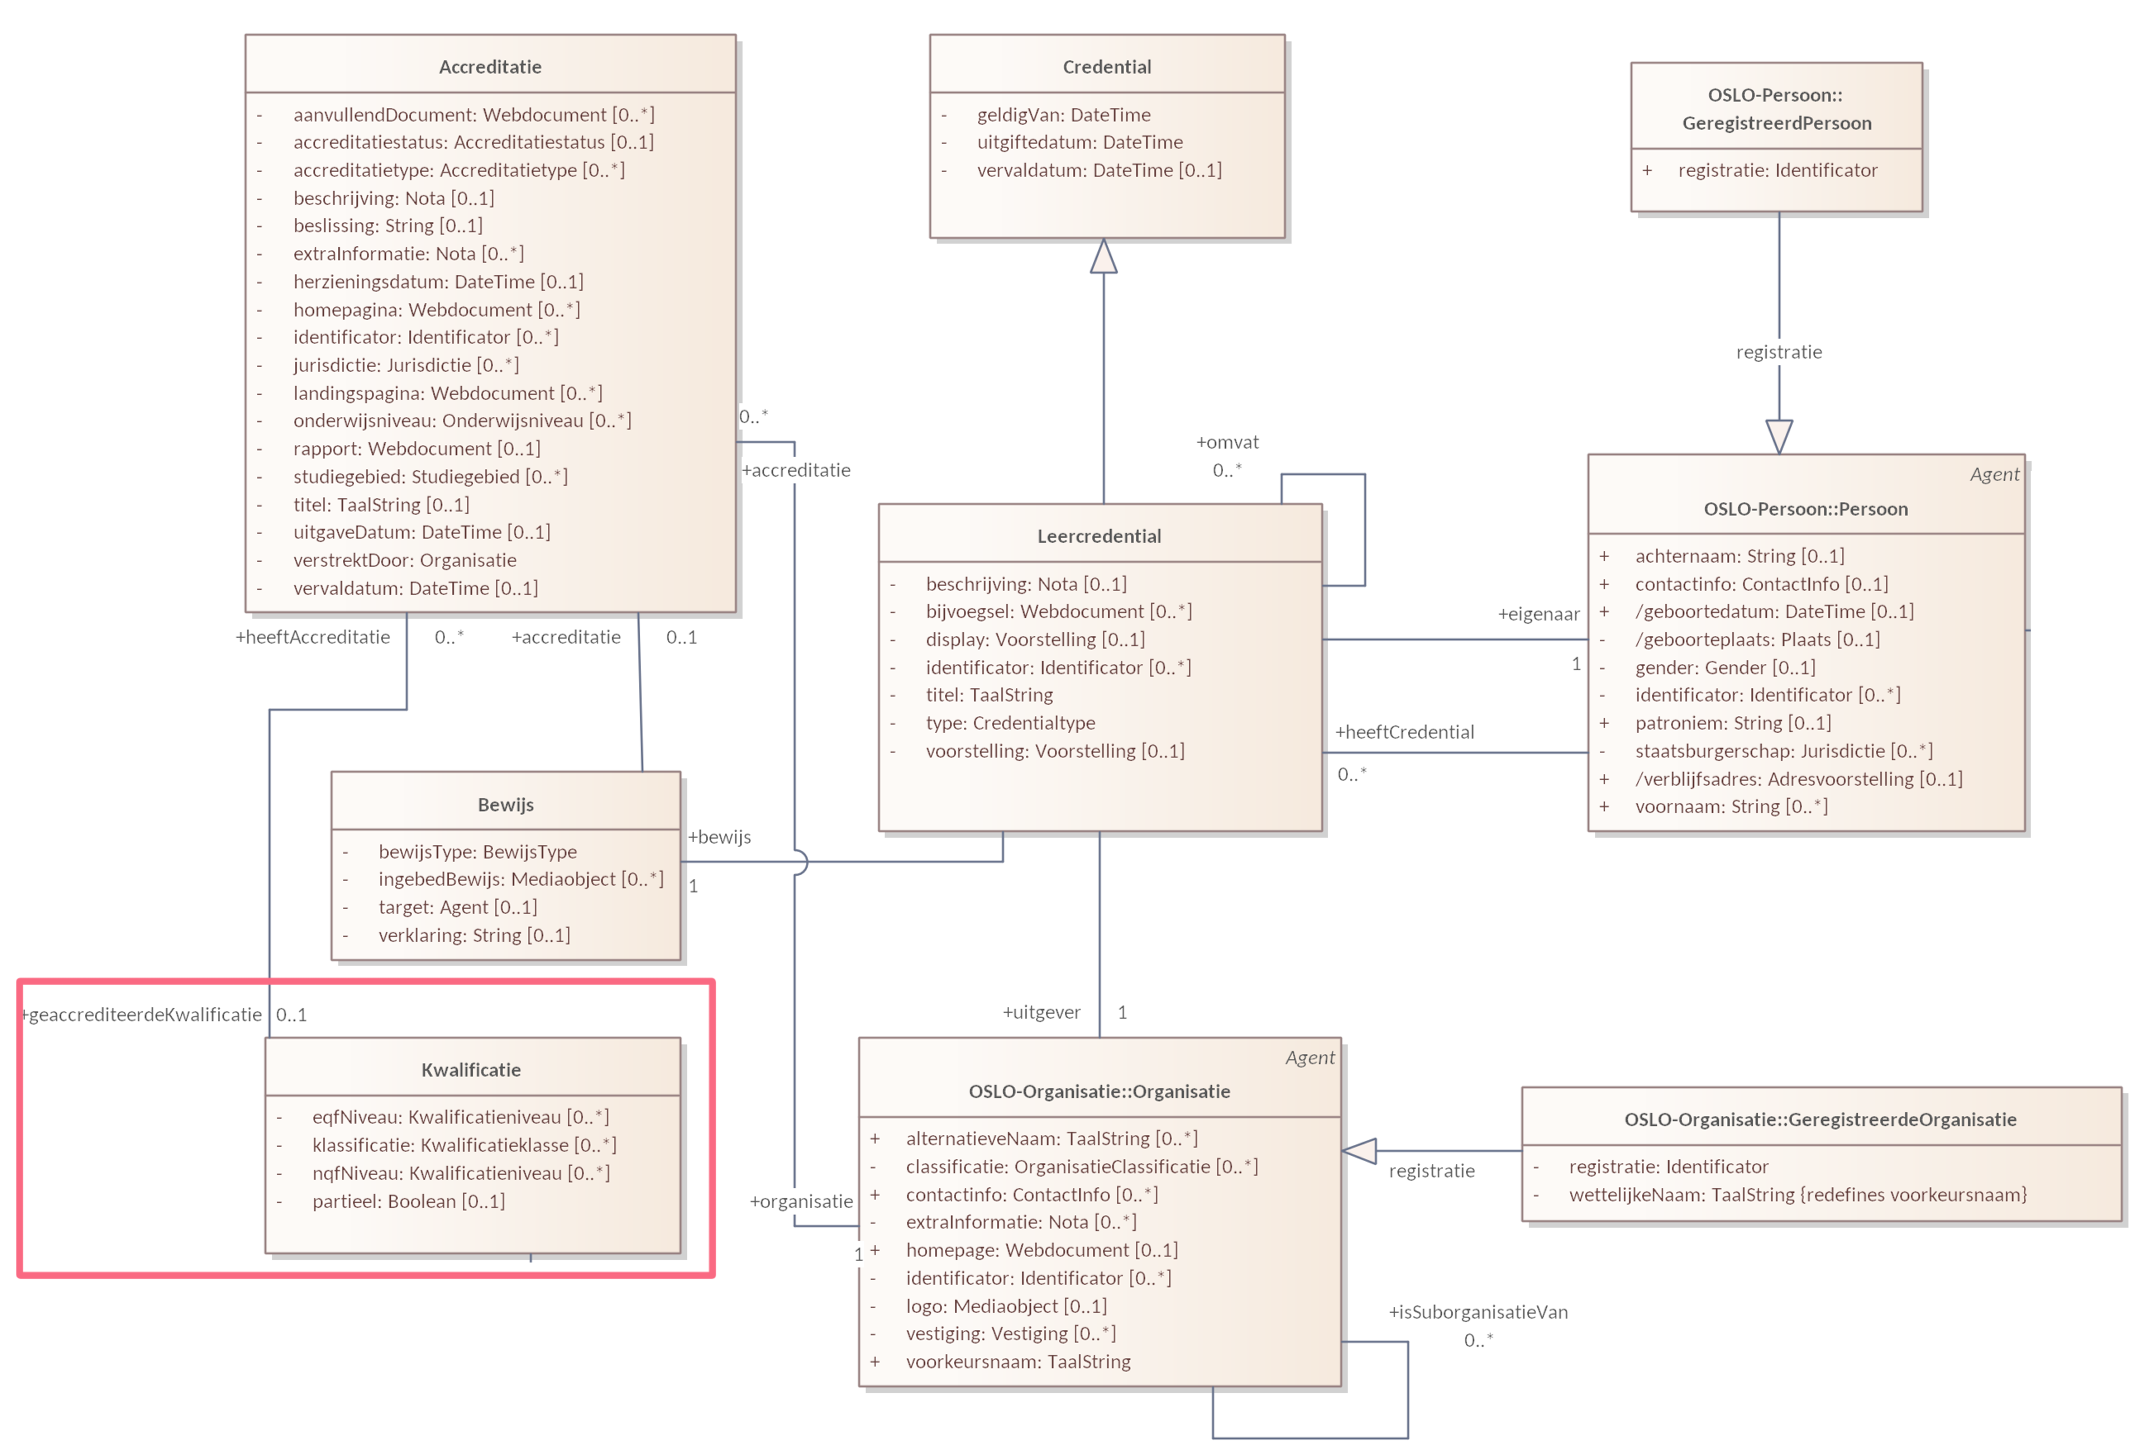 Accreditatie
- aanvullendDocument: Webdocument [0..*]
- accreditatiestatus: Accreditatiestatus [0..1]
- accreditatietype: Accreditatietype [0..*]
- beschrijving: Nota [0..1]
- beslissing: String [0..1]
- extraInformatie: Nota [0..*]
- herzieningsdatum: DateTime [0..1]
- homepagina: Webdocument [0..*]
- identificator: Identificator [0..*]
- jurisdictie: Jurisdictie [0..*]
- landingspagina: Webdocument [0..*]
- onderwijsniveau: Onderwijsniveau [0..*]
- rapport: Webdocument [0..1]
- studiegebied: Studiegebied [0..*]
- titel: TaalString [0..1]
- uitgaveDatum: DateTime [0..1]
- verstrektDoor: Organisatie
- vervaldatum: DateTime [0..1]
0..*
+accreditatie
+heeftAccreditatie 0..*
+accreditatie 0..1
Credential
- geldigVan: DateTime
- uitgiftedatum: DateTime
- vervaldatum: DateTime [0..1]
OSLO-Persoon::
GeregistreerdPersoon
+ registratie: Identificator
registratie
+omvat
0..*
Leercredential
- beschrijving: Nota [0..1]
- bijvoegsel: Webdocument [0..*]
- display: Voorstelling [0..1]
- identificator: Identificator [0..*]
- titel: TaalString
- type: Credentialtype
- voorstelling: Voorstelling [0..1]
+eigenaar
1
+heeftCredential
0..*
Agent
OSLO-Persoon::Persoon
+ achternaam: String [0..1]
+ contactinfo: ContactInfo [0..1]
+ /geboortedatum: DateTime [0..1]
- /geboorteplaats: Plaats [0..1]
- gender: Gender [0..1]
- identificator: Identificator [0..*]
+ patroniem: String [0..1]
- staatsburgerschap: Jurisdictie [0..*]
+ /verblijfsadres: Adresvoorstelling [0..1]
+ voornaam: String [0..*]
Bewijs
- bewijsType: BewijsType
- ingebedBewijs: Mediaobject [0..*]
- target: Agent [0..1]
- verklaring: String [0..1]
+bewijs
1
+geaccrediteerdeKwalificatie 0..1
Kwalificatie
- eqfNiveau: Kwalificatieniveau [0..*]
- klassificatie: Kwalificatieklasse [0..*]
- nqfNiveau: Kwalificatieniveau [0..*]
- partieel: Boolean [0..1]
+uitgever 1
+organisatie
1
Agent
OSLO-Organisatie::Organisatie
+ alternatieveNaam: TaalString [0..*]
- classificatie: OrganisatieClassificatie [0..*]
+ contactinfo: ContactInfo [0..*]
- extraInformatie: Nota [0..*]
+ homepage: Webdocument [0..1]
- identificator: Identificator [0..*]
- logo: Mediaobject [0..1]
- vestiging: Vestiging [0..*]
+ voorkeursnaam: TaalString
registratie
OSLO-Organisatie::GeregistreerdeOrganisatie
- registratie: Identificator
- wettelijkeNaam: TaalString {redefines voorkeursnaam}
+isSuborganisatieVan
0..*